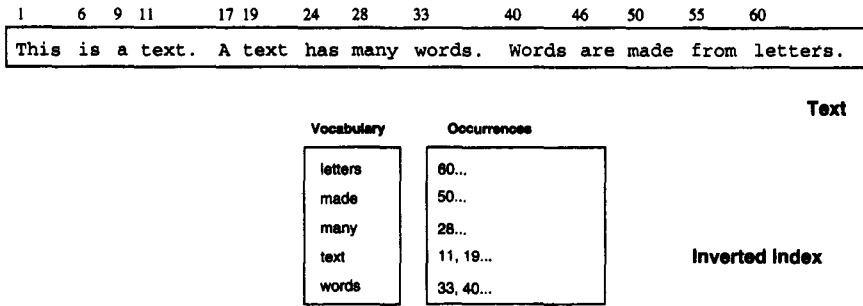 1 6 9 11 17 19 24 28 33 40 46 50 55 60
This is a text. A text has many words. Words are made from letters.
Text
Vocabulary Occurrences
letters 60...
made 50...
many 28...
text 11, 19...
Inverted Index
words 33, 40...